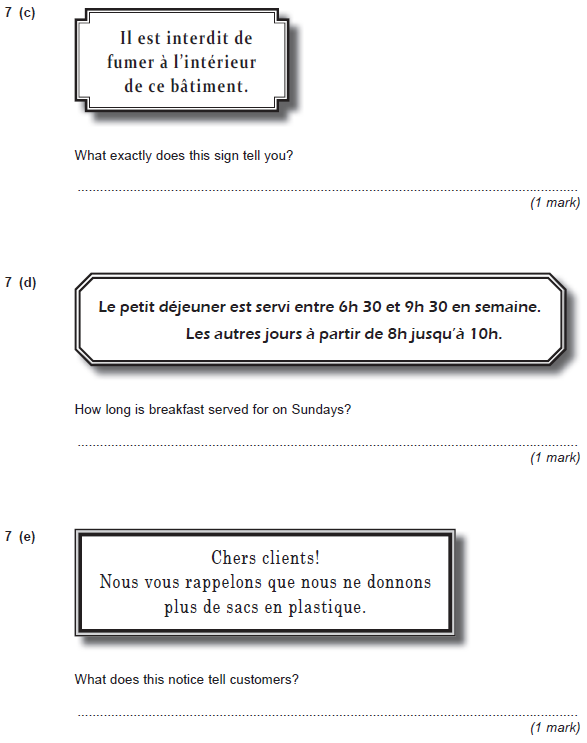 7 (c)
Il est interdit de
fumer à l'intérieur
de ce bâtiment.
What exactly does this sign tell you?
(1 mark)
7 (d)
Le petit déjeuner est servi entre 6h 30 et 9h 30 en semaine.
Les autres jours à partir de 8h jusqu'à 10h.
How long is breakfast served for on Sundays?
(1 mark)
7 (e)
Chers clients!
Nous vous rappelons que nous ne donnons
plus de sacs en plastique.
What does this notice tell customers?
(1 mark)